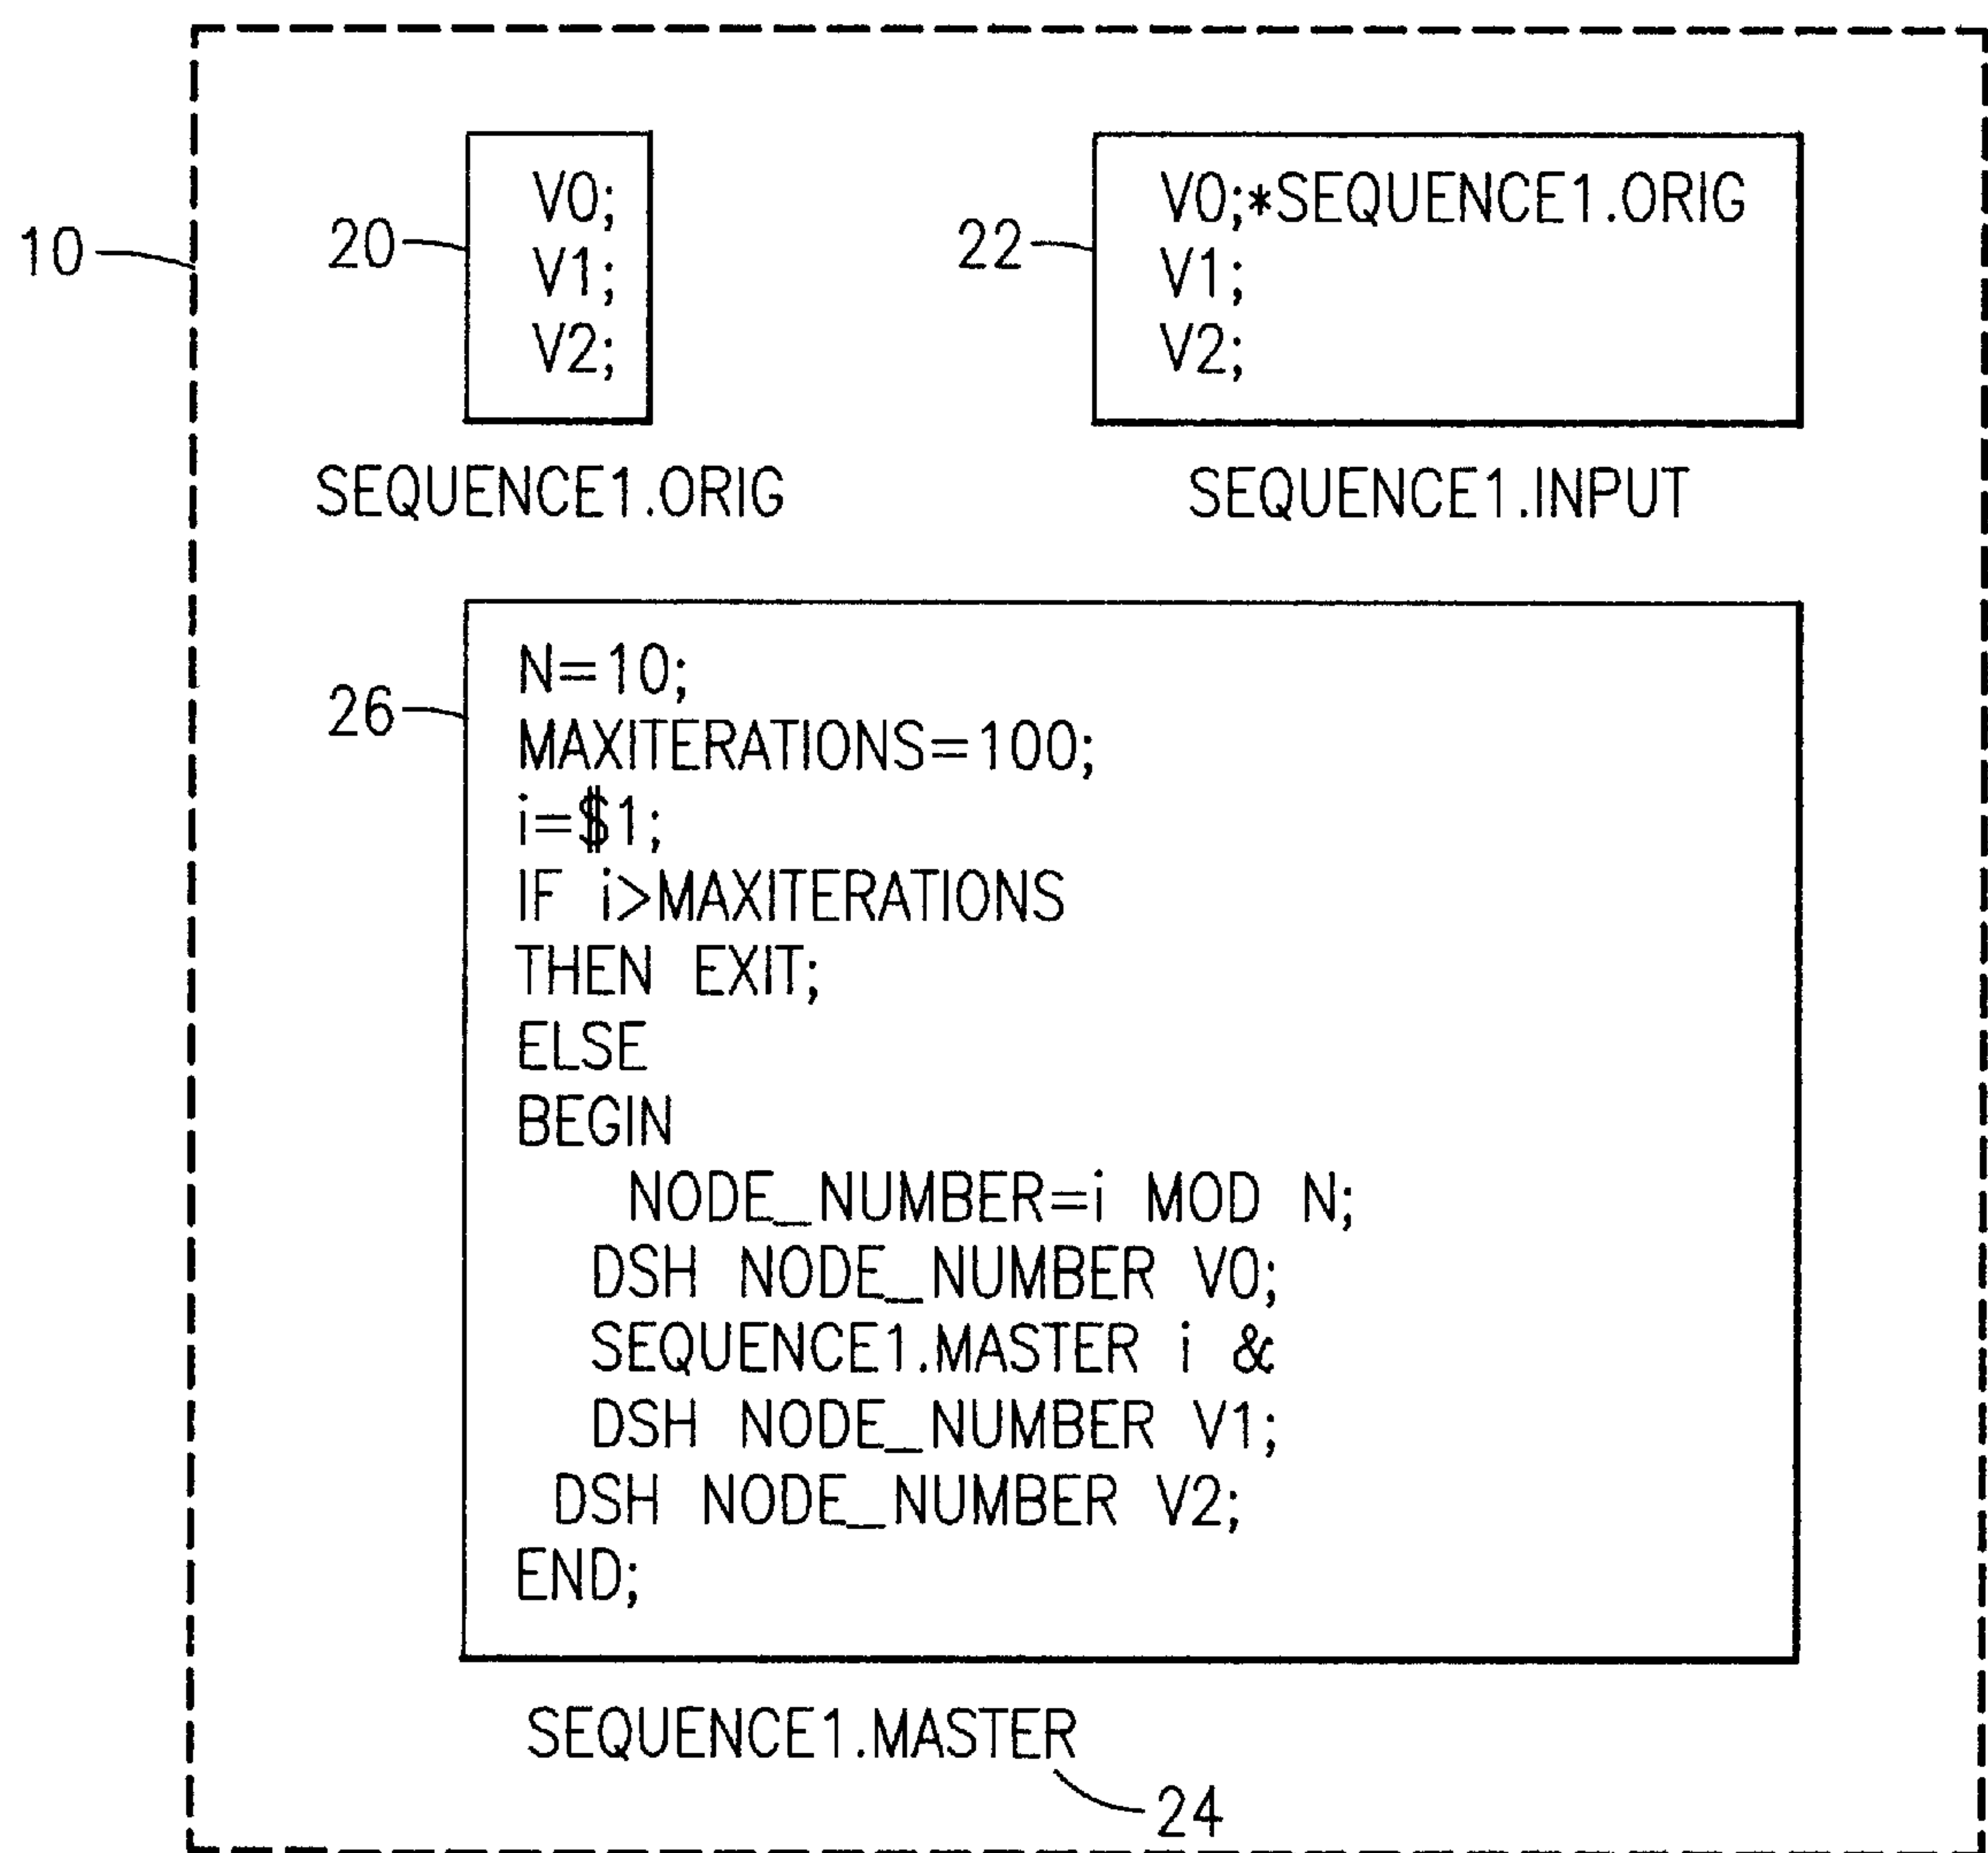 10
20
V0;
V1;
V2;
SEQUENCE1.ORIG
22
V0;*SEQUENCE1.ORIG
V1;
V2;
SEQUENCE1.INPUT
26
N=10;
MAXITERATIONS=100;
i=$1;
IF i>MAXITERATIONS
THEN EXIT;
ELSE
BEGIN
NODE_NUMBER=i MOD N;
DSH NODE_NUMBER V0;
SEQUENCE1.MASTER i &
DSH NODE_NUMBER V1;
DSH NODE_NUMBER V2;
END;
SEQUENCE1.MASTER
24